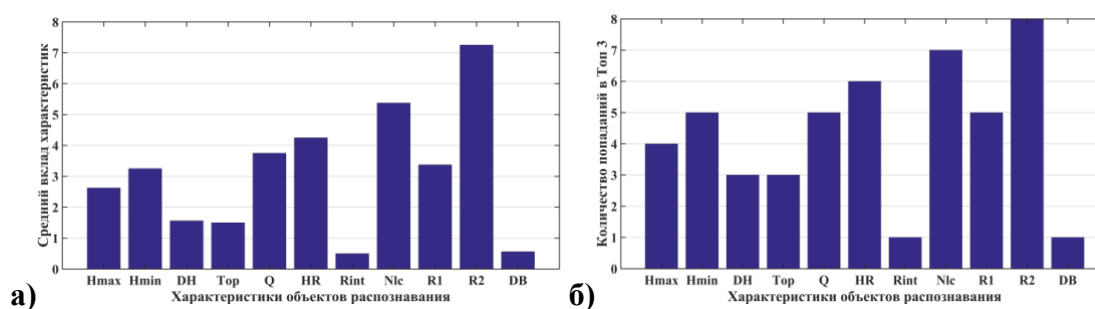 а)
Средний вклад характеристик
8
7
6
5
4
3
2
1
0
Hmax Hmin DH Top Q HR Rint Nlc R1 R2 DB
Характеристики объектов распознавания
б)
Количество попаданий в Топ 3
8
7
6
5
4
3
2
1
0
Hmax Hmin DH Top Q HR Rint Nlc R1 R2 DB
Характеристики объектов распознавания